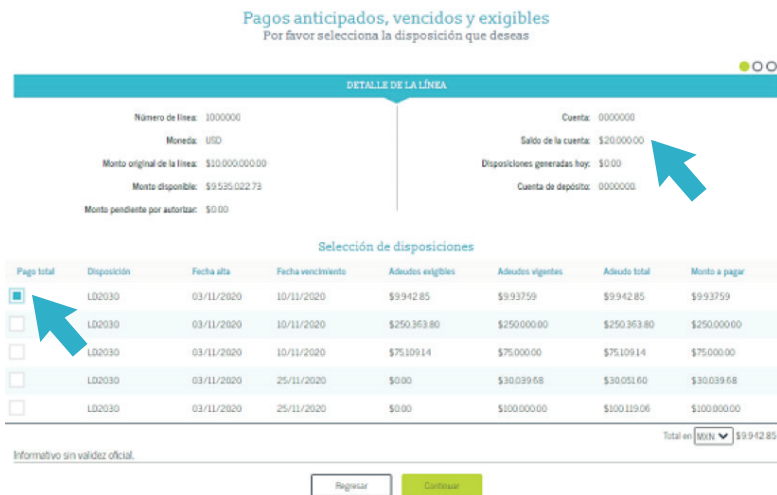 Pagos anticipados, vencidos y exigibles
Por favor selecciona la disposición que deseas
DETALLE DE LA LÍNEA
Número de línea: 1000000
Moneda: USD
Monto original de la línea: $10.000.000.00
Monto disponible: $9.535.022.73
Monto pendiente por autorizar: $0.00
Cuenta: 0000000
Saldo de la cuenta: $20.000.00
Disposiciones generadas hoy: $0.00
Cuenta de depósito: 0000000
Selección de disposiciones
Pago total Disposición Fecha alta Fecha vencimiento Adeudos exigibles Adeudos vigentes Adeudo total Monto a pagar
LD2030 03/11/2020 10/11/2020 $9.942.85 $9.937.59 $9.942.85 $9.937.59
LD2030 03/11/2020 10/11/2020 $250.363.80 $250.000.00 $250.363.80 $250.000.00
LD2030 03/11/2020 10/11/2020 $75.109.14 $75.000.00 $75.109.14 $75.000.00
LD2030 03/11/2020 25/11/2020 $0.00 $30.039.68 $30.051.60 $30.039.68
LD2030 03/11/2020 25/11/2020 $0.00 $100.000.00 $100.119.06 $100.000.00
Total en MXN $9.942.85
Informativo sin validez oficial.
Regresar Continuar